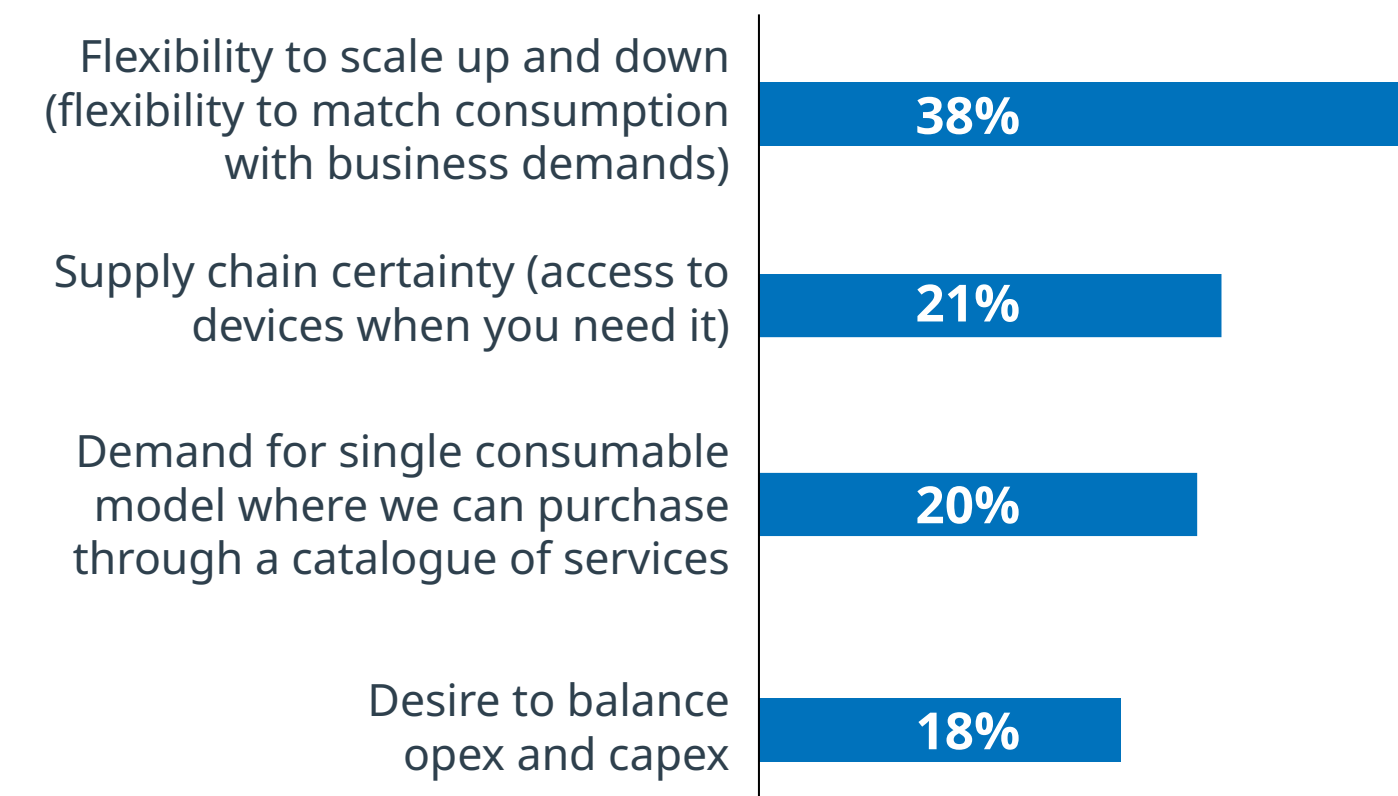 Flexibility to scale up and down
(flexibility to match consumption
with business demands)
38%
Supply chain certainty (access to
devices when you need it)
21%
Demand for single consumable
model where we can purchase
through a catalogue of services
20%
Desire to balance
opex and capex
18%